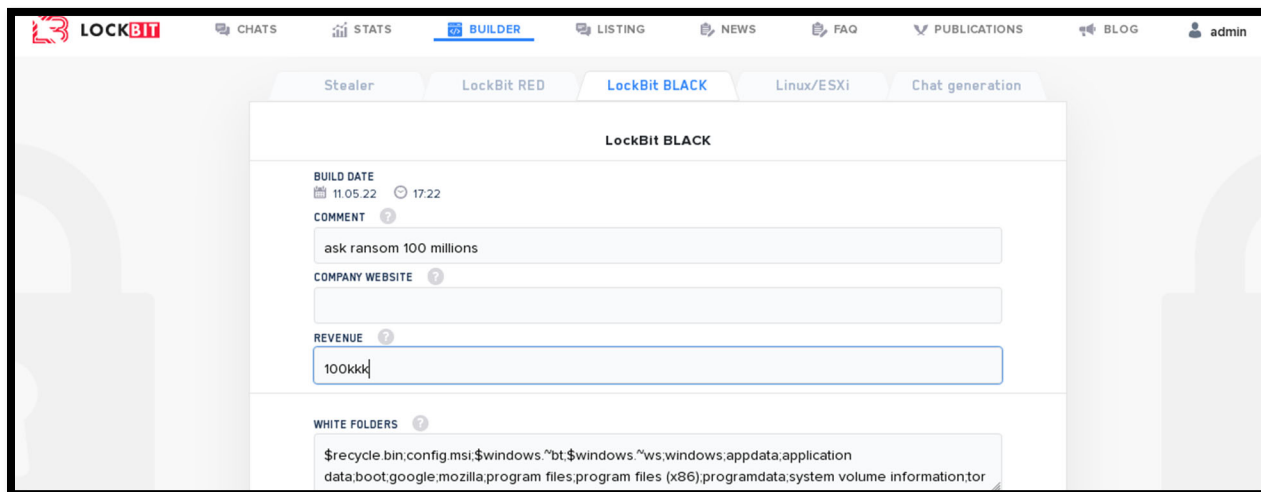 LOCKBIT CHATS STATS BUILDER LISTING NEWS FAQ PUBLICATIONS BLOG admin
Stealer LockBit RED LockBit BLACK Linux/ESXi Chat generation
LockBit BLACK
BUILD DATE
11.05.22 17:22
COMMENT ?
ask ransom 100 millions
COMPANY WEBSITE ?
REVENUE ?
100kkk
WHITE FOLDERS ?
$recycle.bin;config.msi;$windows.~bt;$windows.~ws;windows;appdata;application
data;boot;google;mozilla;program files;program files (x86);programdata;system volume information;tor